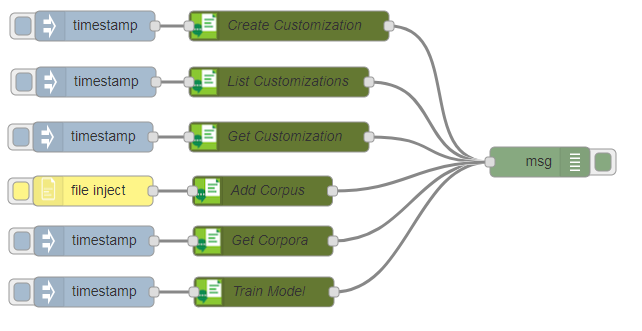 timestamp Create Customization
timestamp List Customizations
timestamp Get Customization
msg
file inject Add Corpus
timestamp Get Corpora
timestamp Train Model